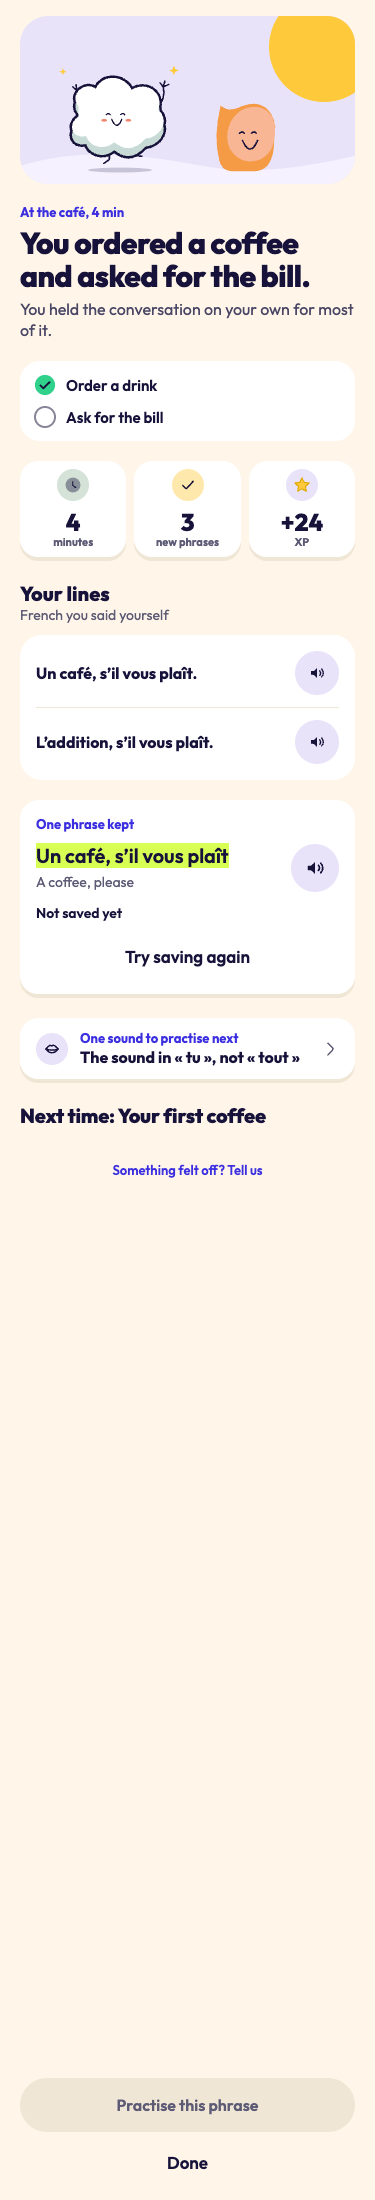 At the café, 4 min
You ordered a coffee
and asked for the bill.
You held the conversation on your own for most
of it.
Order a drink
Ask for the bill
4
minutes
3
new phrases
+24
XP
Your lines
French you said yourself
Un café, s’il vous plaît.
L’addition, s’il vous plaît.
One phrase kept
Un café, s’il vous plaît
A coffee, please
Not saved yet
Try saving again
One sound to practise next
The sound in « tu », not « tout »
Next time: Your first coffee
Something felt off? Tell us
Practise this phrase
Done